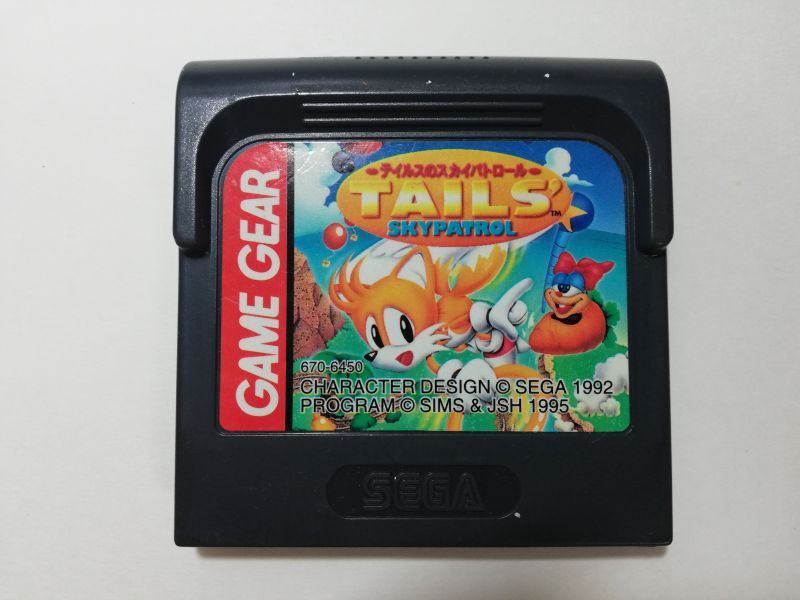 GAME GEAR
テイルスのスカイパトロール
TAILS'™
SKYPATROL
670-6450
CHARACTER DESIGN © SEGA 1992
PROGRAM © SIMS & JSH 1995
SEGA